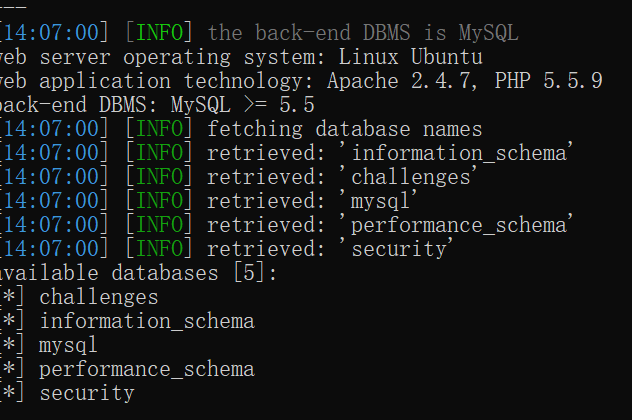 ---
[14:07:00] [INFO] the back-end DBMS is MySQL
web server operating system: Linux Ubuntu
web application technology: Apache 2.4.7, PHP 5.5.9
back-end DBMS: MySQL >= 5.5
[14:07:00] [INFO] fetching database names
[14:07:00] [INFO] retrieved: 'information_schema'
[14:07:00] [INFO] retrieved: 'challenges'
[14:07:00] [INFO] retrieved: 'mysql'
[14:07:00] [INFO] retrieved: 'performance_schema'
[14:07:00] [INFO] retrieved: 'security'
available databases [5]:
[*] challenges
[*] information_schema
[*] mysql
[*] performance_schema
[*] security